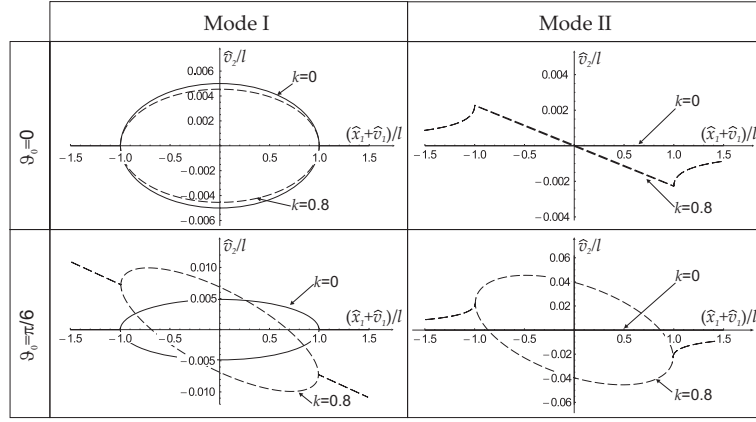 Mode I
Mode II
ϑ₀=0
v̂₂/l
0.006
0.004
0.002
−0.002
−0.004
−0.006
−1.5 −1.0 −0.5 0.5 1.0 1.5
(x̂₁+v̂₁)/l
k=0
k=0.8
v̂₂/l
0.004
0.002
−0.002
−0.004
−1.5 −1.0 −0.5 0.5 1.0 1.5
(x̂₁+v̂₁)/l
k=0
k=0.8
ϑ₀=π/6
v̂₂/l
0.010
0.005
−0.005
−0.010
−1.5 −1.0 −0.5 0.5 1.0 1.5
(x̂₁+v̂₁)/l
k=0
k=0.8
v̂₂/l
0.06
0.04
0.02
−0.02
−0.04
−0.06
−1.5 −1.0 −0.5 0.5 1.0 1.5
(x̂₁+v̂₁)/l
k=0
k=0.8